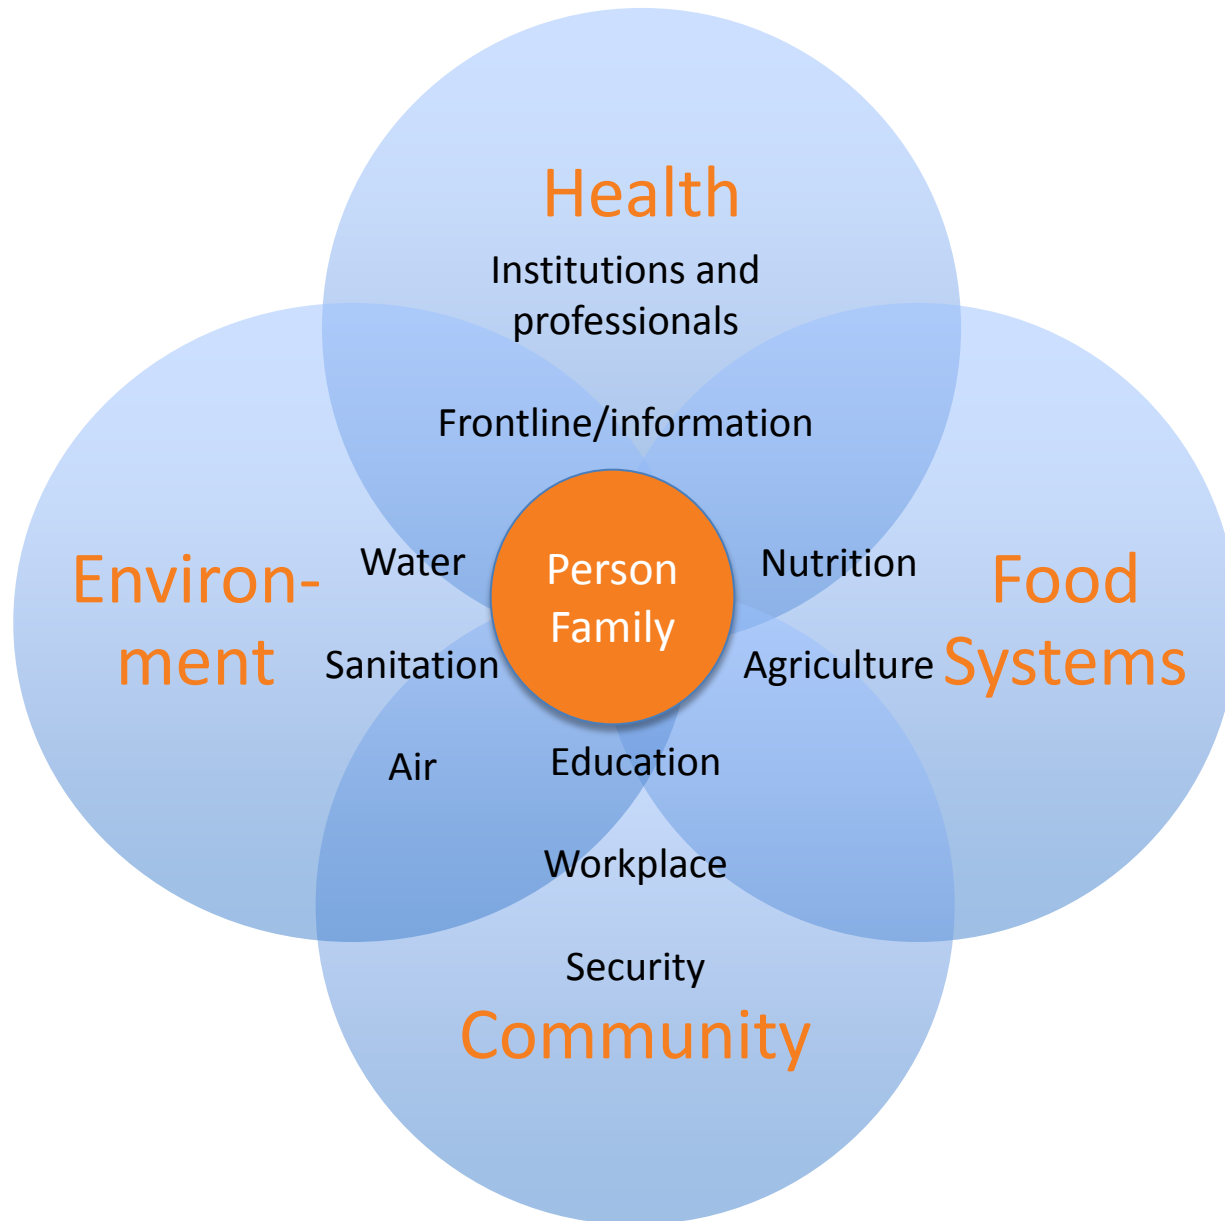 Health
Institutions and
professionals
Frontline/information
Environ-
ment
Water
Sanitation
Air
Person
Family
Nutrition
Agriculture
Food
Systems
Education
Workplace
Security
Community